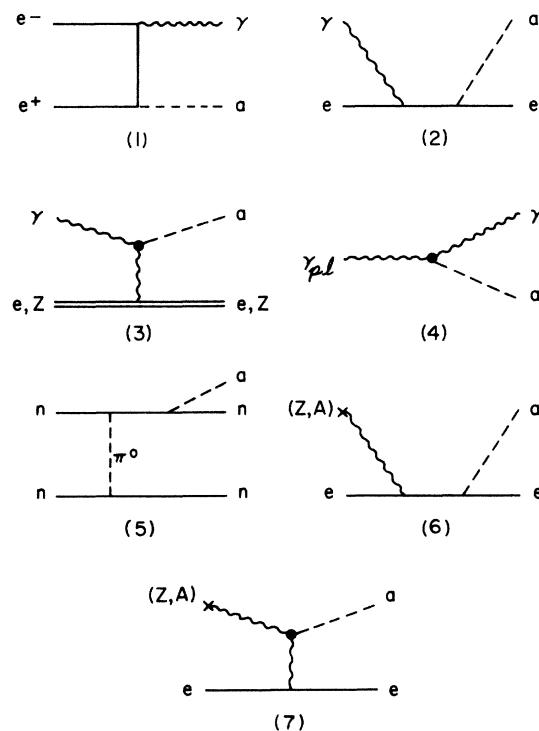 e- γ
e+ a
(1)
γ a
e e
(2)
γ a
e, Z e, Z
(3)
γpl γ
a
(4)
a
n n
π⁰
n n
(5)
(Z,A) a
e e
(6)
(Z,A) a
e e
(7)